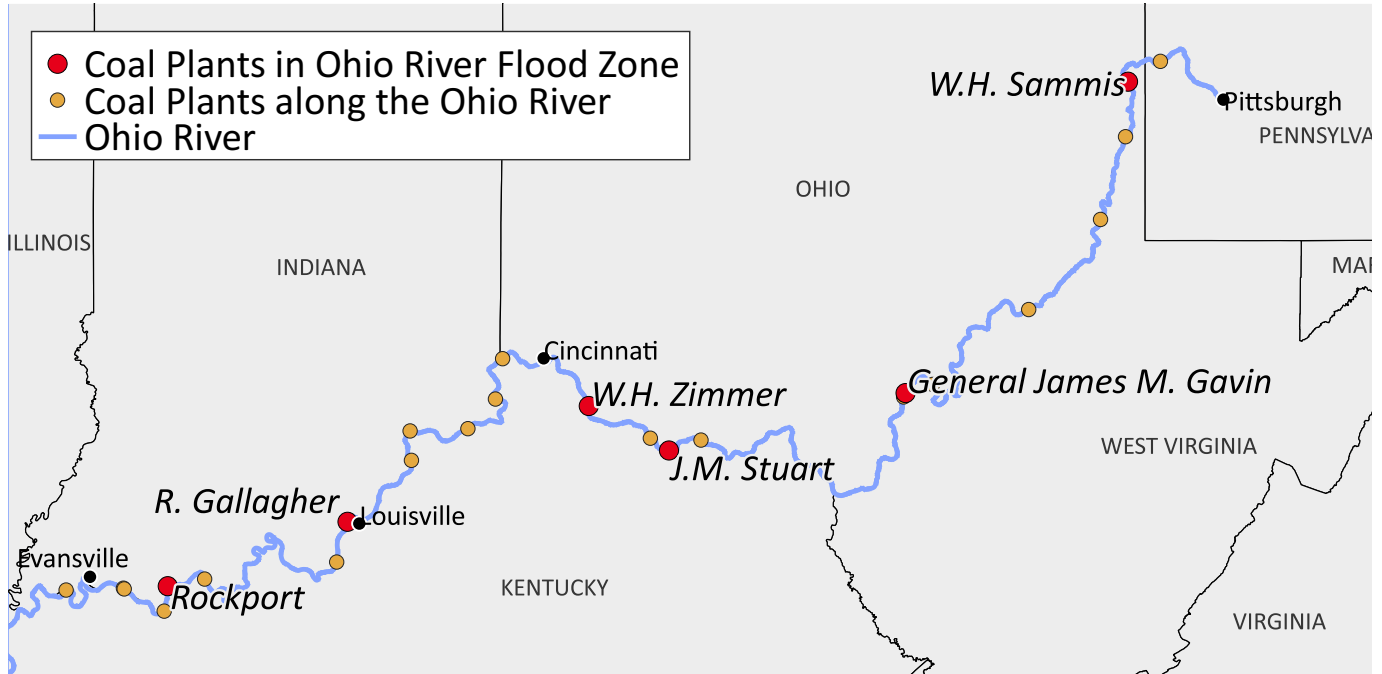 Coal Plants in Ohio River Flood Zone
Coal Plants along the Ohio River
Ohio River
W.H. Sammis
Pittsburgh
PENNSYLVA
OHIO
ILLINOIS
INDIANA
MAR
Cincinnati
W.H. Zimmer
General James M. Gavin
WEST VIRGINIA
J.M. Stuart
R. Gallagher
Louisville
Evansville
Rockport
KENTUCKY
VIRGINIA